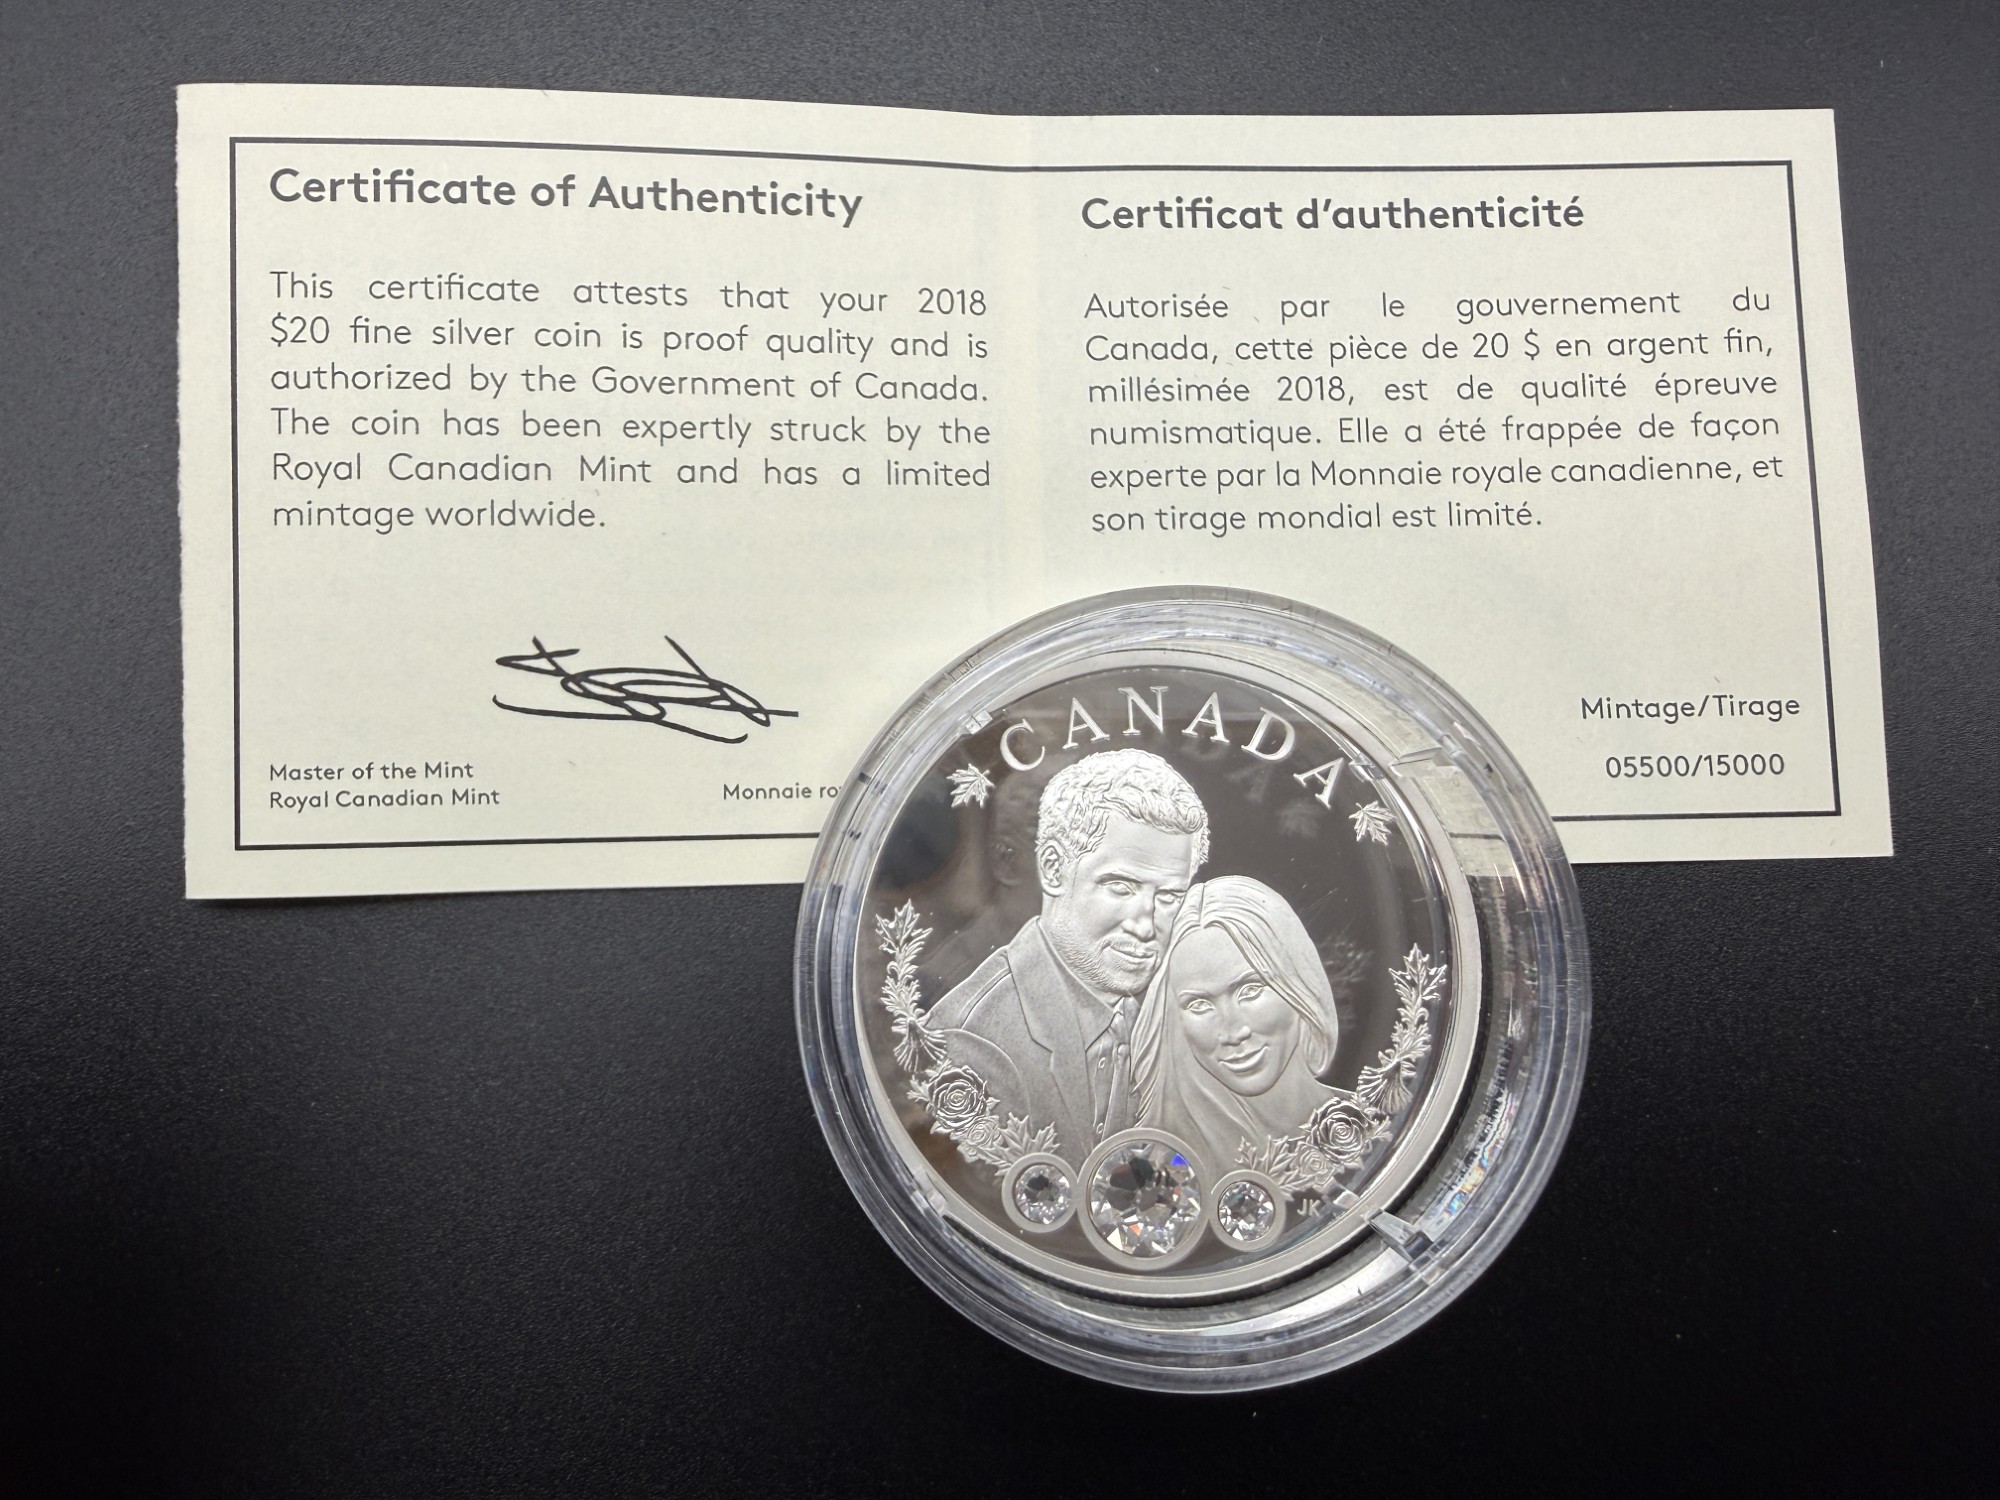 Certificate of Authenticity
This certificate attests that your 2018
$20 fine silver coin is proof quality and is
authorized by the Government of Canada.
The coin has been expertly struck by the
Royal Canadian Mint and has a limited
mintage worldwide.
Master of the Mint
Royal Canadian Mint
Monnaie ro
Certificat d'authenticité
Autorisée par le gouvernement du
Canada, cette pièce de 20 $ en argent fin,
millésimée 2018, est de qualité épreuve
numismatique. Elle a été frappée de façon
experte par la Monnaie royale canadienne, et
son tirage mondial est limité.
Mintage/Tirage
05500/15000
CANADA
JK